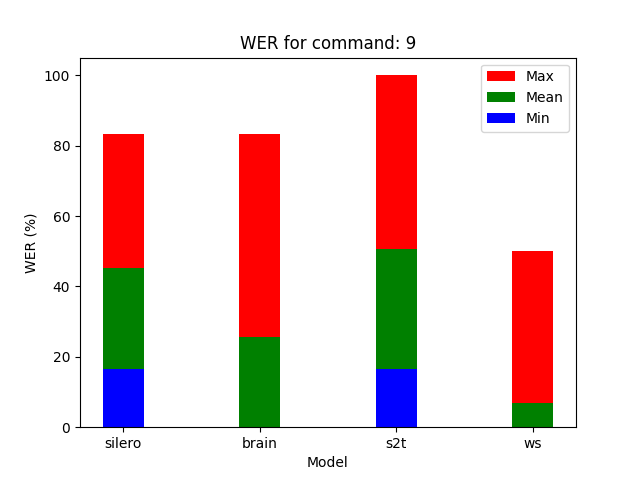 WER for command: 9
100
80
60
40
20
0
WER (%)
Max
Mean
Min
silero
brain
s2t
ws
Model